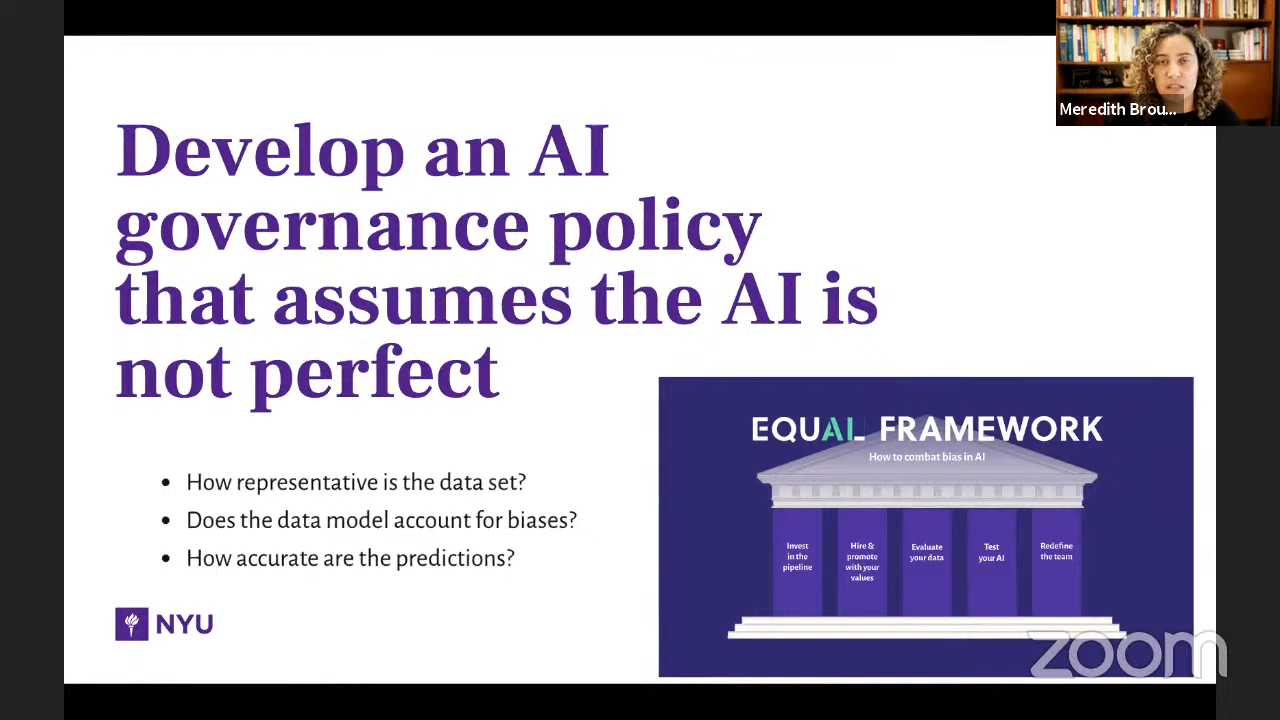 Meredith Brou...
Develop an AI
governance policy
that assumes the AI is
not perfect
• How representative is the data set?
• Does the data model account for biases?
• How accurate are the predictions?
NYU
EQUAL FRAMEWORK
How to combat bias in AI
Invest
in the
pipeline
Hire &
promote
with your
values
Evaluate
your data
Test
your AI
Redefine
the team
zoom